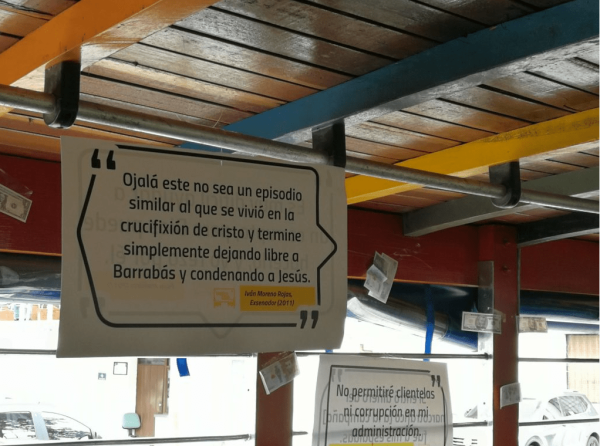 Ojalá este no sea un episodio
similar al que se vivió en la
crucifixión de cristo y termine
simplemente dejando libre a
Barrabás y condenando a Jesús.
Iván Moreno Rojas,
Exsenador (2011)
No permitiré clientelas
ni corrupción en mi
administración.